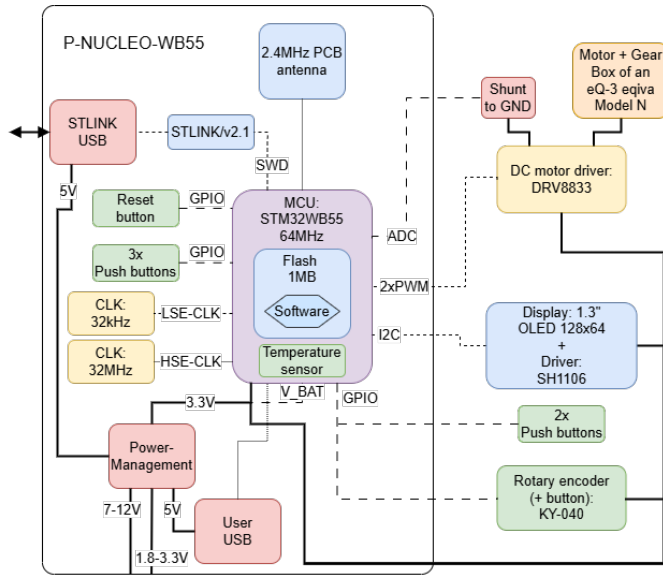 P-NUCLEO-WB55
2.4MHz PCB
antenna
Shunt
to GND
Motor + Gear
Box of an
eQ-3 eqiva
Model N
STLINK
USB
STLINK/v2.1
SWD
DC motor driver:
DRV8833
5V
Reset
button
GPIO
MCU:
STM32WB55
64MHz
ADC
3x
Push buttons
GPIO
Flash
1MB
2xPWM
CLK:
32kHz
LSE-CLK
Software
I2C
Display: 1.3"
OLED 128x64
+
Driver:
SH1106
CLK:
32MHz
HSE-CLK
Temperature
sensor
V_BAT
GPIO
3.3V
2x
Push buttons
Power-
Management
Rotary encoder
(+ button):
KY-040
7-12V
5V
User
USB
1.8-3.3V